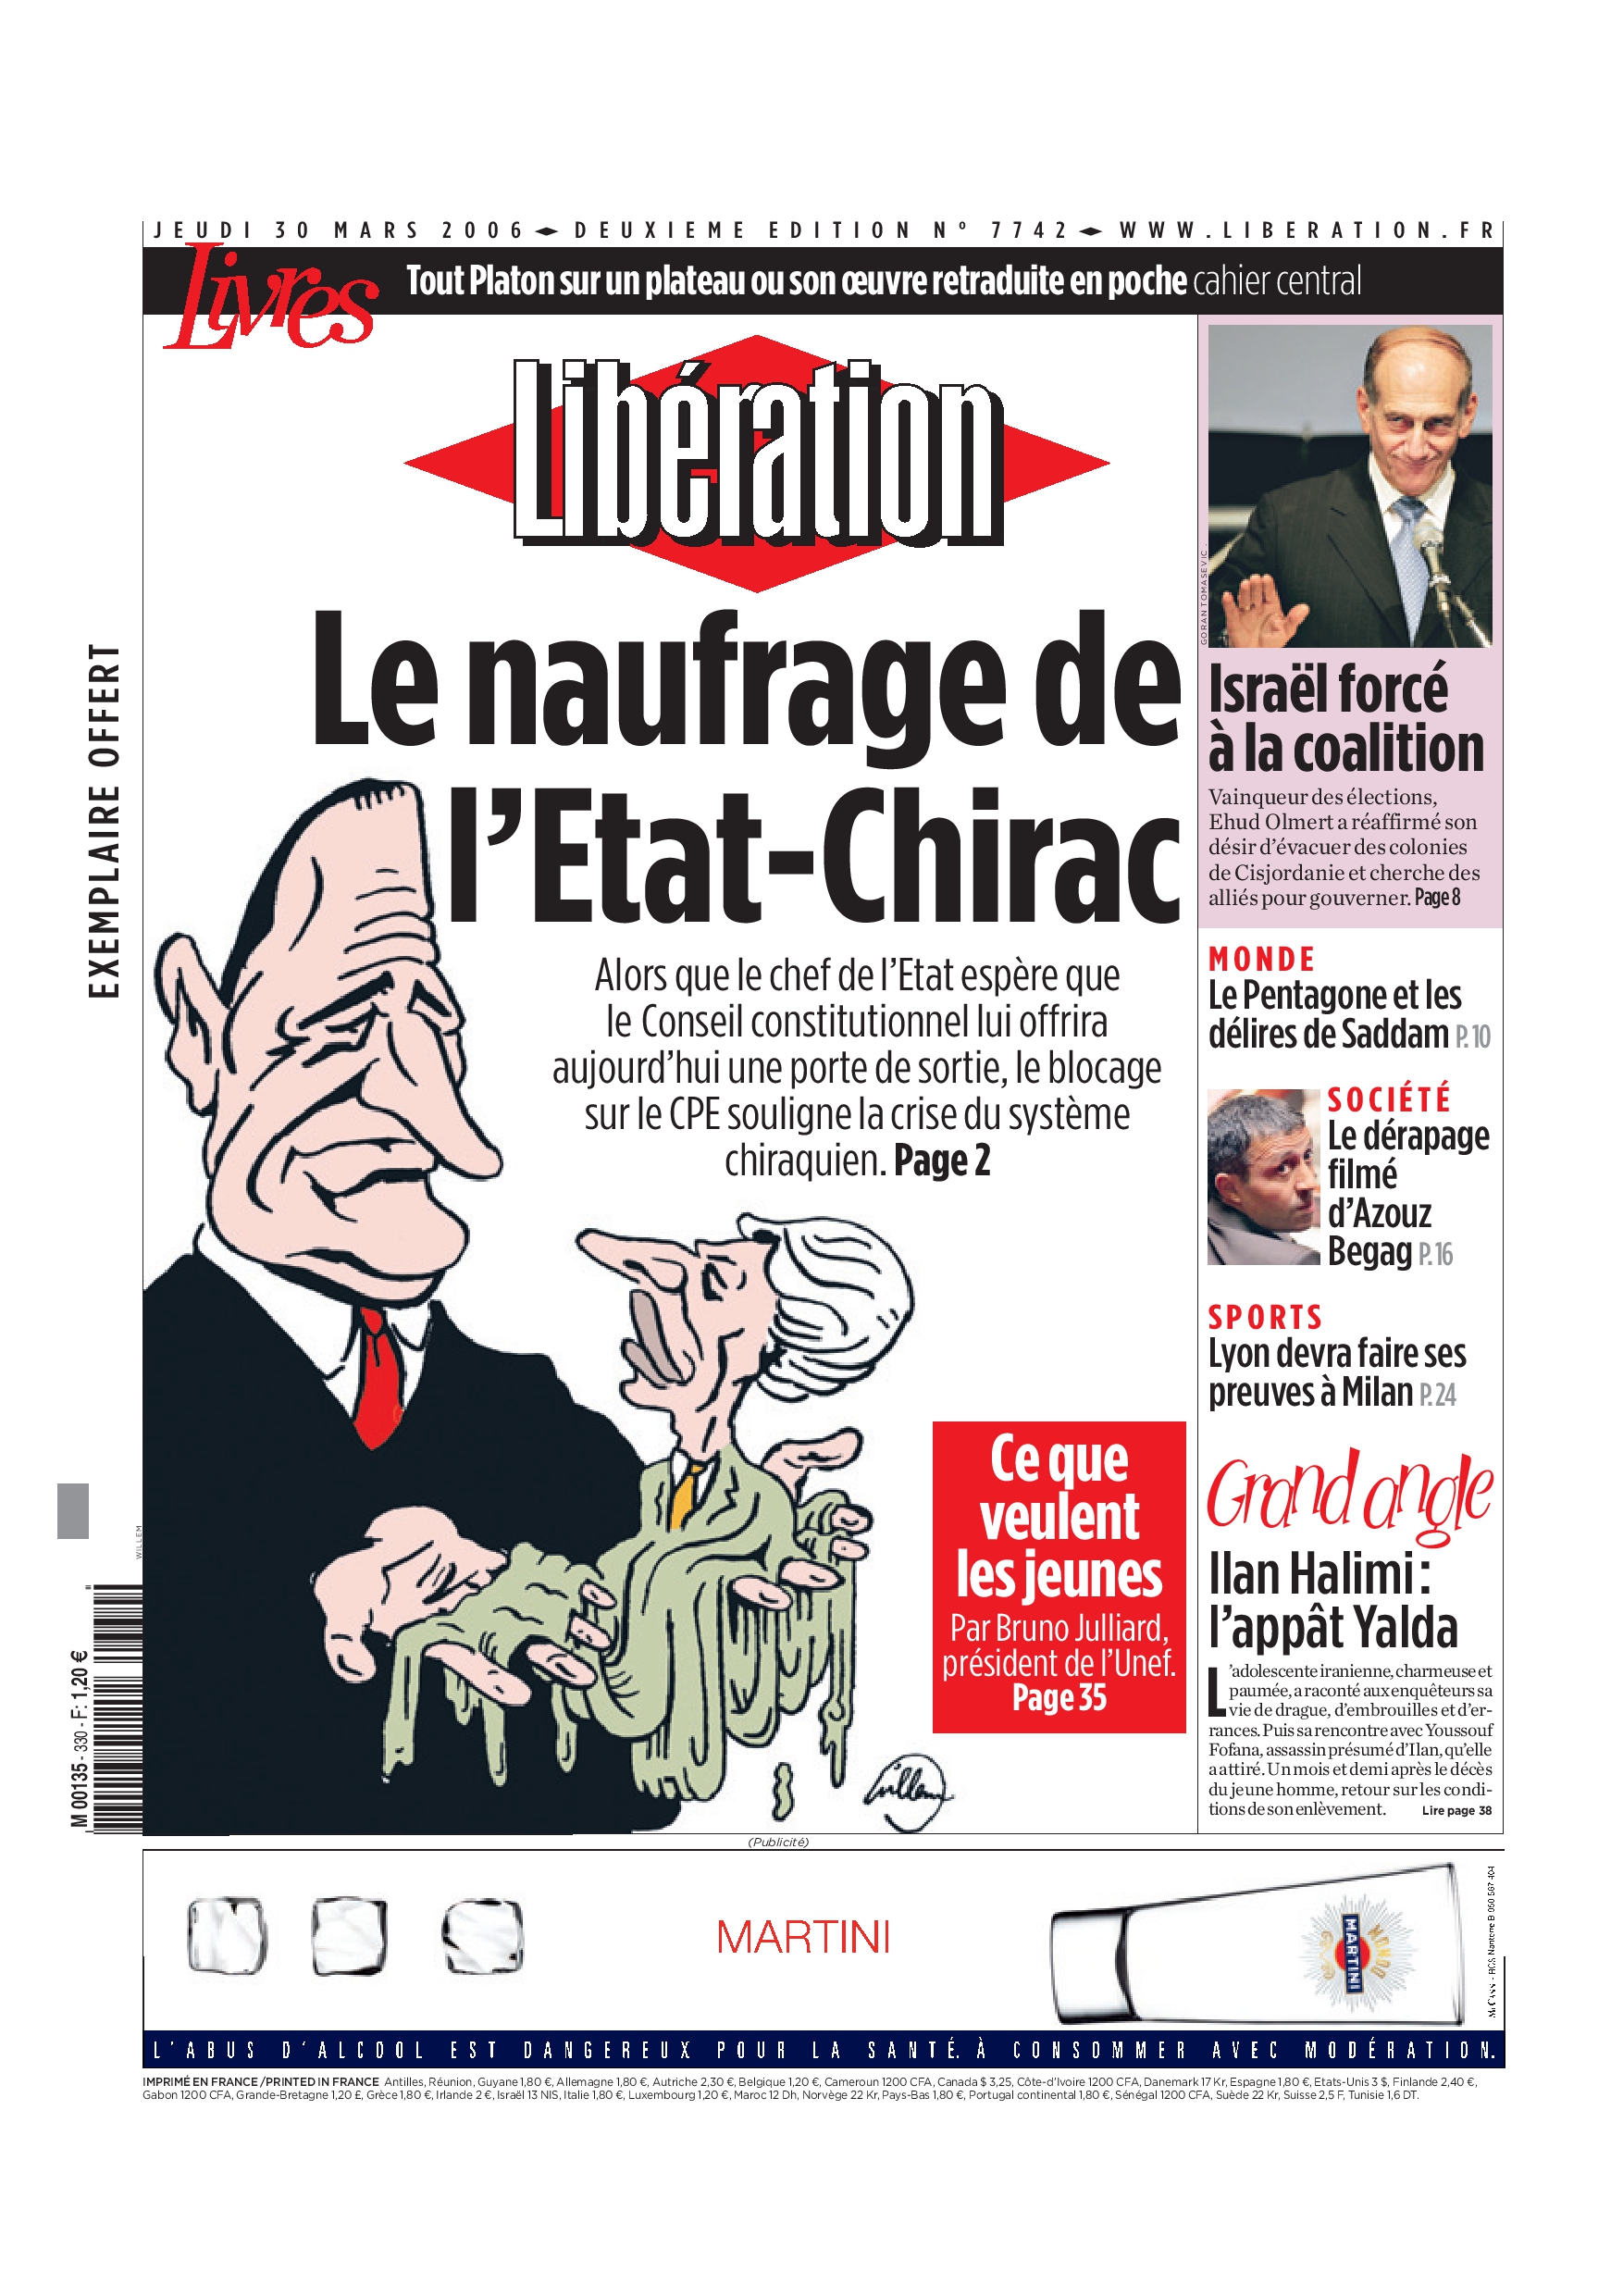 JEUDI 30 MARS 2006 ◆ DEUXIEME EDITION Nº 7742 ◆ WWW.LIBERATION.FR
Livres
Tout Platon sur un plateau ou son œuvre retraduite en poche cahier central
Libération
Le naufrage de
l’Etat-Chirac
Alors que le chef de l’Etat espère que
le Conseil constitutionnel lui offrira
aujourd’hui une porte de sortie, le blocage
sur le CPE souligne la crise du système
chiraquien. Page 2
Ce que
veulent
les jeunes
Par Bruno Julliard,
président de l’Unef.
Page 35
Willem
WILLEM
EXEMPLAIRE OFFERT
M 00135 - 330 - F: 1,20 €
GORAN TOMASEVIC
Israël forcé
à la coalition
Vainqueur des élections,
Ehud Olmert a réaffirmé son
désir d’évacuer des colonies
de Cisjordanie et cherche des
alliés pour gouverner. Page 8
MONDE
Le Pentagone et les
délires de Saddam P. 10
SOCIÉTÉ
Le dérapage
filmé
d’Azouz
Begag P. 16
SPORTS
Lyon devra faire ses
preuves à Milan P. 24
Grand angle
Ilan Halimi :
l’appât Yalda
L’adolescente iranienne, charmeuse et
paumée, a raconté aux enquêteurs sa
vie de drague, d’embrouilles et d’er-
rances. Puis sa rencontre avec Youssouf
Fofana, assassin présumé d’Ilan, qu’elle
a attiré. Un mois et demi après le décès
du jeune homme, retour sur les condi-
tions de son enlèvement. Lire page 38
(Publicité)
MARTINI
MONDO
MARTINI
RCS Nanterre B
L’ABUS D’ALCOOL EST DANGEREUX POUR LA SANTÉ. À CONSOMMER AVEC MODÉRATION.
IMPRIMÉ EN FRANCE / PRINTED IN FRANCE Antilles, Réunion, Guyane 1,80 €, Allemagne 1,80 €, Autriche 2,30 €, Belgique 1,20 €, Cameroun 1200 CFA, Canada $ 3,25, Côte-d’Ivoire 1200 CFA, Danemark 17 Kr, Espagne 1,80 €, Etats-Unis 3 $, Finlande 2,40 €,
Gabon 1200 CFA, Grande-Bretagne 1,20 £, Grèce 1,80 €, Irlande 2 €, Israël 13 NIS, Italie 1,80 €, Luxembourg 1,20 €, Maroc 12 Dh, Norvège 22 Kr, Pays-Bas 1,80 €, Portugal continental 1,80 €, Sénégal 1200 CFA, Suède 22 Kr, Suisse 2,5 F, Tunisie 1,6 DT.